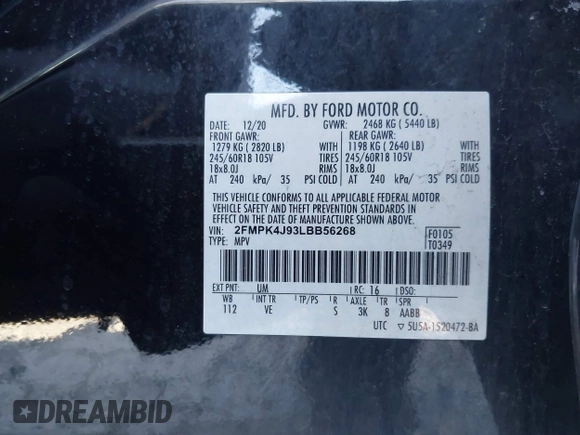 MFD. BY FORD MOTOR CO.
DATE: 12/20 GVWR: 2468 KG ( 5440 LB)
FRONT GAWR: REAR GAWR:
1279 KG ( 2820 LB) WITH 1198 KG ( 2640 LB) WITH
245/60R18 105V TIRES 245/60R18 105V TIRES
18x8.0J RIMS 18x8.0J RIMS
AT 240 kPa/ 35 PSI COLD AT 240 kPa/ 35 PSI COLD
THIS VEHICLE CONFORMS TO ALL APPLICABLE FEDERAL MOTOR
VEHICLE SAFETY AND THEFT PREVENTION STANDARDS IN
EFFECT ON THE DATE OF MANUFACTURE SHOWN ABOVE.
VIN: 2FMPK4J93LBB56268 F0105
TYPE: MPV T0349
EXT PNT: UM RC: 16 DSO:
WB INT TR TP/PS R AXLE TR SPR
112 VE S 3K 8 AABB
UTC ▽ 5U5A-1520472-BA
DREAMBID